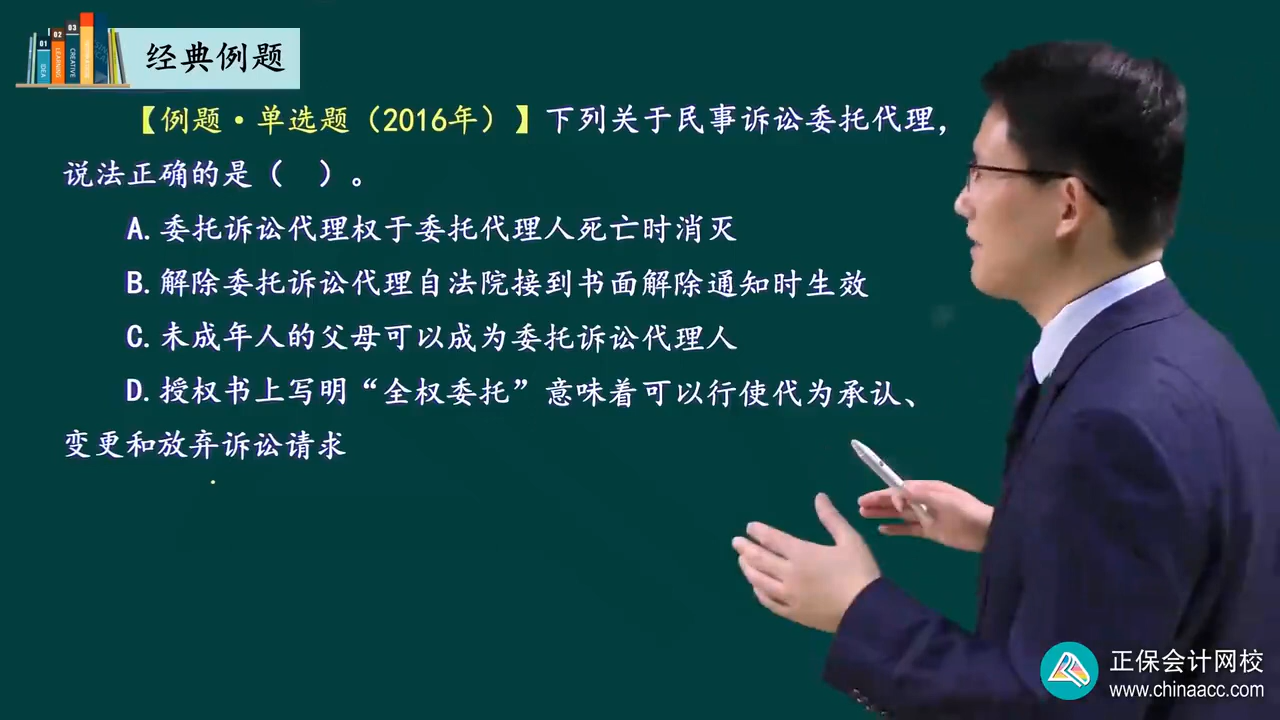 01
02
03
IDEA
LEARNING
CREATIVE
经典例题
【例题·单选题（2016年）】下列关于民事诉讼委托代理，
说法正确的是（ ）。
A.委托诉讼代理权于委托代理人死亡时消灭
B.解除委托诉讼代理自法院接到书面解除通知时生效
C.未成年人的父母可以成为委托诉讼代理人
D.授权书上写明“全权委托”意味着可以行使代为承认、
变更和放弃诉讼请求
正保会计网校
www.chinaacc.com